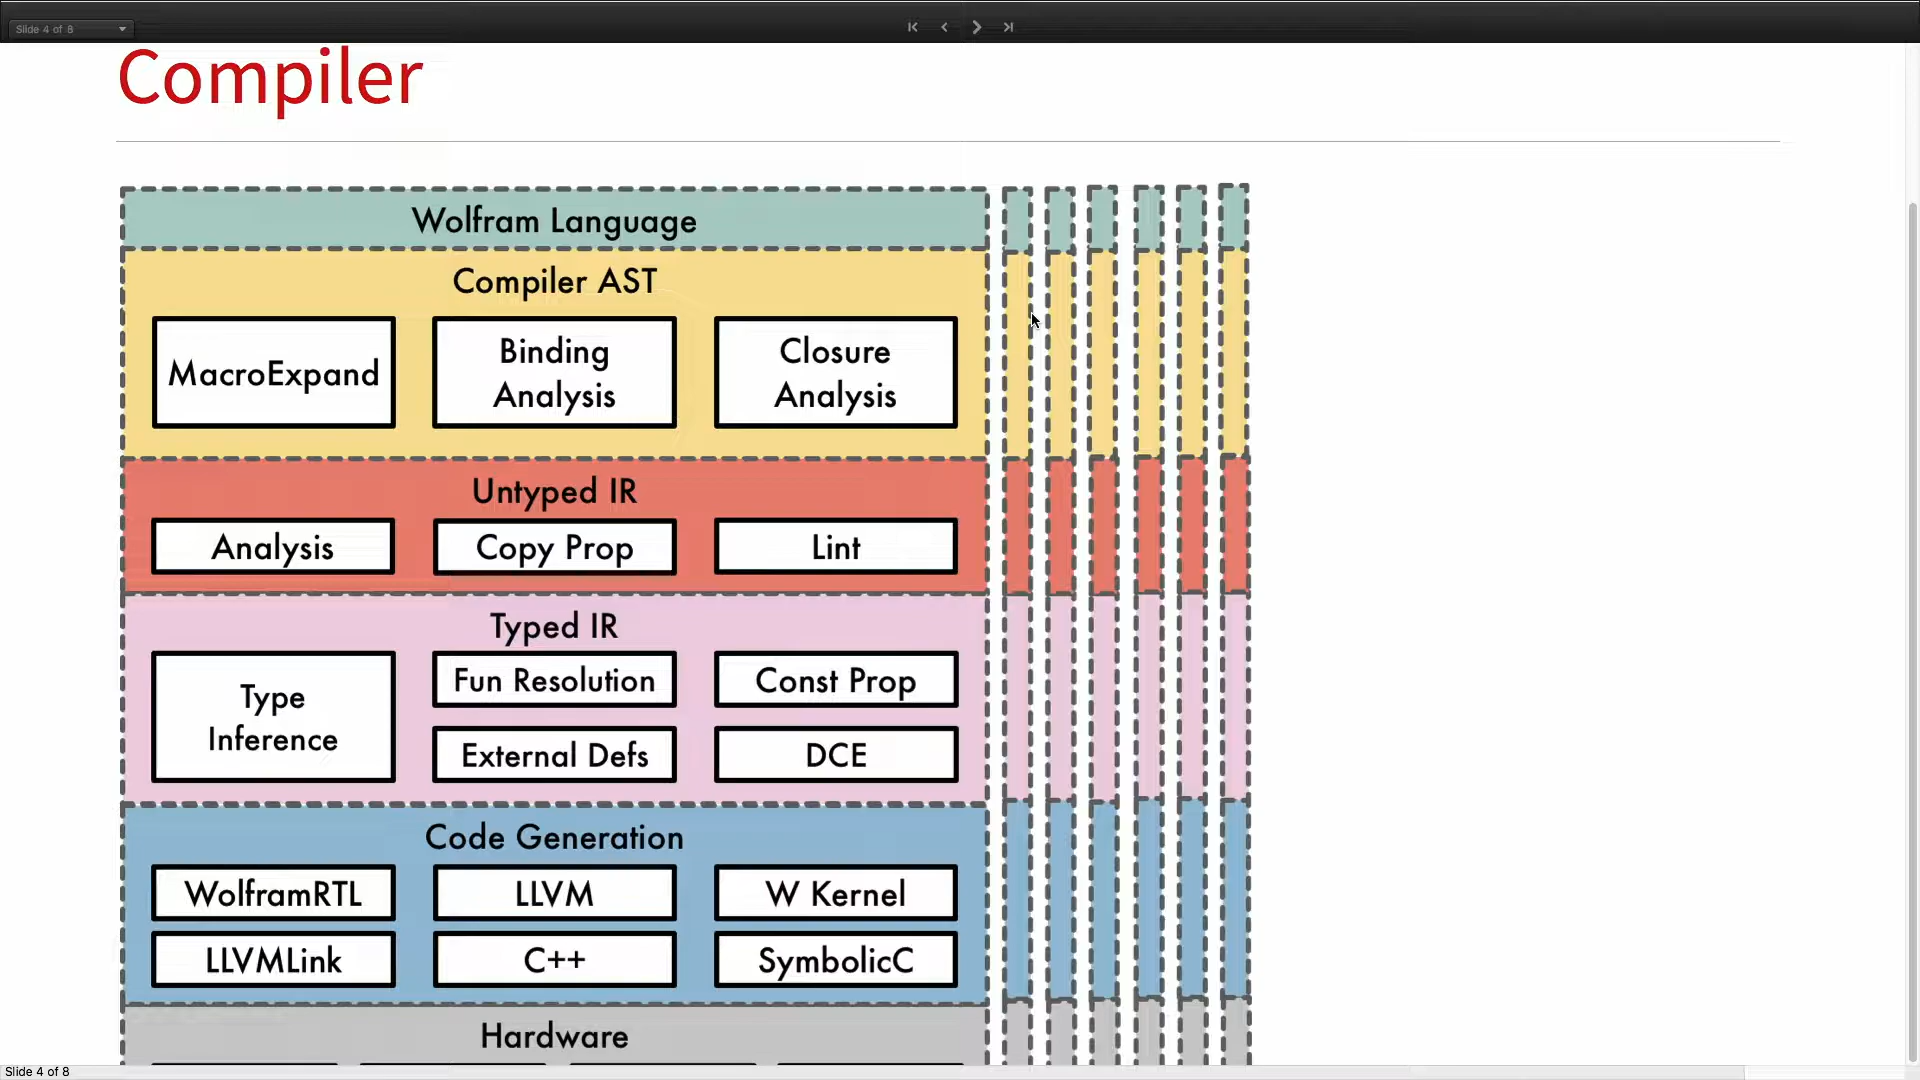 Slide 4 of 8
Compiler
Wolfram Language
Compiler AST
MacroExpand
Binding
Analysis
Closure
Analysis
Untyped IR
Analysis
Copy Prop
Lint
Typed IR
Type
Inference
Fun Resolution
Const Prop
External Defs
DCE
Code Generation
WolframRTL
LLVM
W Kernel
LLVMLink
C++
SymbolicC
Hardware
Slide 4 of 8